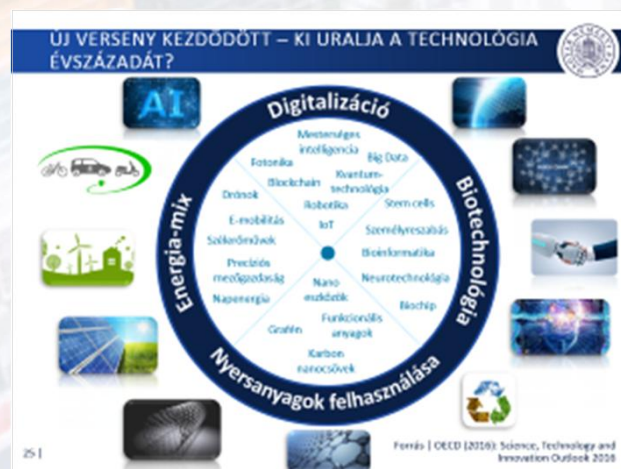 ÚJ VERSENY KEZDŐDÖTT – KI URALJA A TECHNOLÓGIA
ÉVSZÁZADÁT?
AI
Digitalizáció
Mesterséges
intelligencia
Big Data
Fotonika
Blockchain
Kvantum-
technológia
Drónok
Robotika
Stem cells
E-mobilitás
IoT
Személyreszabás
Szélerőművek
Bioinformatika
Precíziós
mezőgazdaság
Neurotechnológia
Napenergia
Nano
eszközök
Biochip
Grafén
Funkcionális
anyagok
Karbon
nanocsövek
Energia-mix
Biotechnológia
Nyersanyagok felhasználása
25 |
Forrás | OECD (2016): Science, Technology and
Innovation Outlook 2016